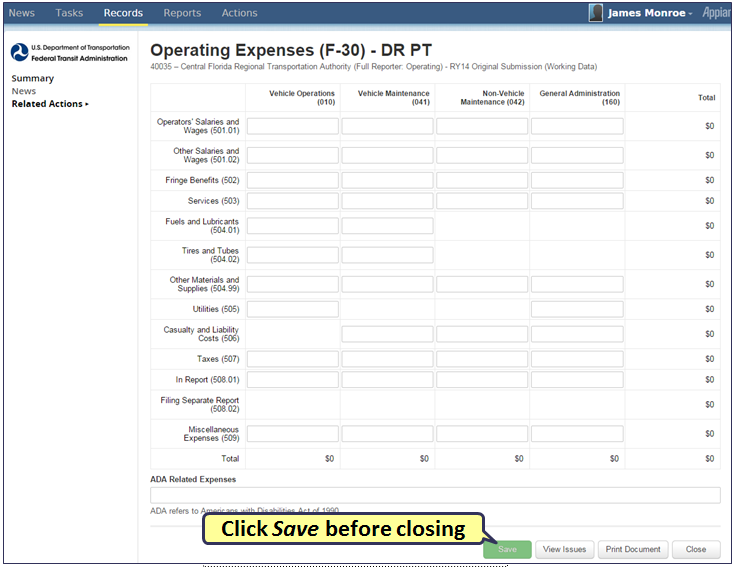 News Tasks Records Reports Actions James Monroe Appian
U.S. Department of Transportation
Federal Transit Administration
Summary
News
Related Actions
Operating Expenses (F-30) - DR PT
40035 – Central Florida Regional Transportation Authority (Full Reporter: Operating) - RY14 Original Submission (Working Data)
Vehicle Operations
(010)
Vehicle Maintenance
(041)
Non-Vehicle
Maintenance (042)
General Administration
(160)
Total
Operators' Salaries and
Wages (501.01)
$0
Other Salaries and
Wages (501.02)
$0
Fringe Benefits (502) $0
Services (503) $0
Fuels and Lubricants
(504.01)
$0
Tires and Tubes
(504.02)
$0
Other Materials and
Supplies (504.99)
$0
Utilities (505) $0
Casualty and Liability
Costs (506)
$0
Taxes (507) $0
In Report (508.01) $0
Filing Separate Report
(508.02)
$0
Miscellaneous
Expenses (509)
$0
Total $0 $0 $0 $0 $0
ADA Related Expenses
ADA refers to Americans with Disabilities Act of 1990
Click Save before closing
Save View Issues Print Document Close